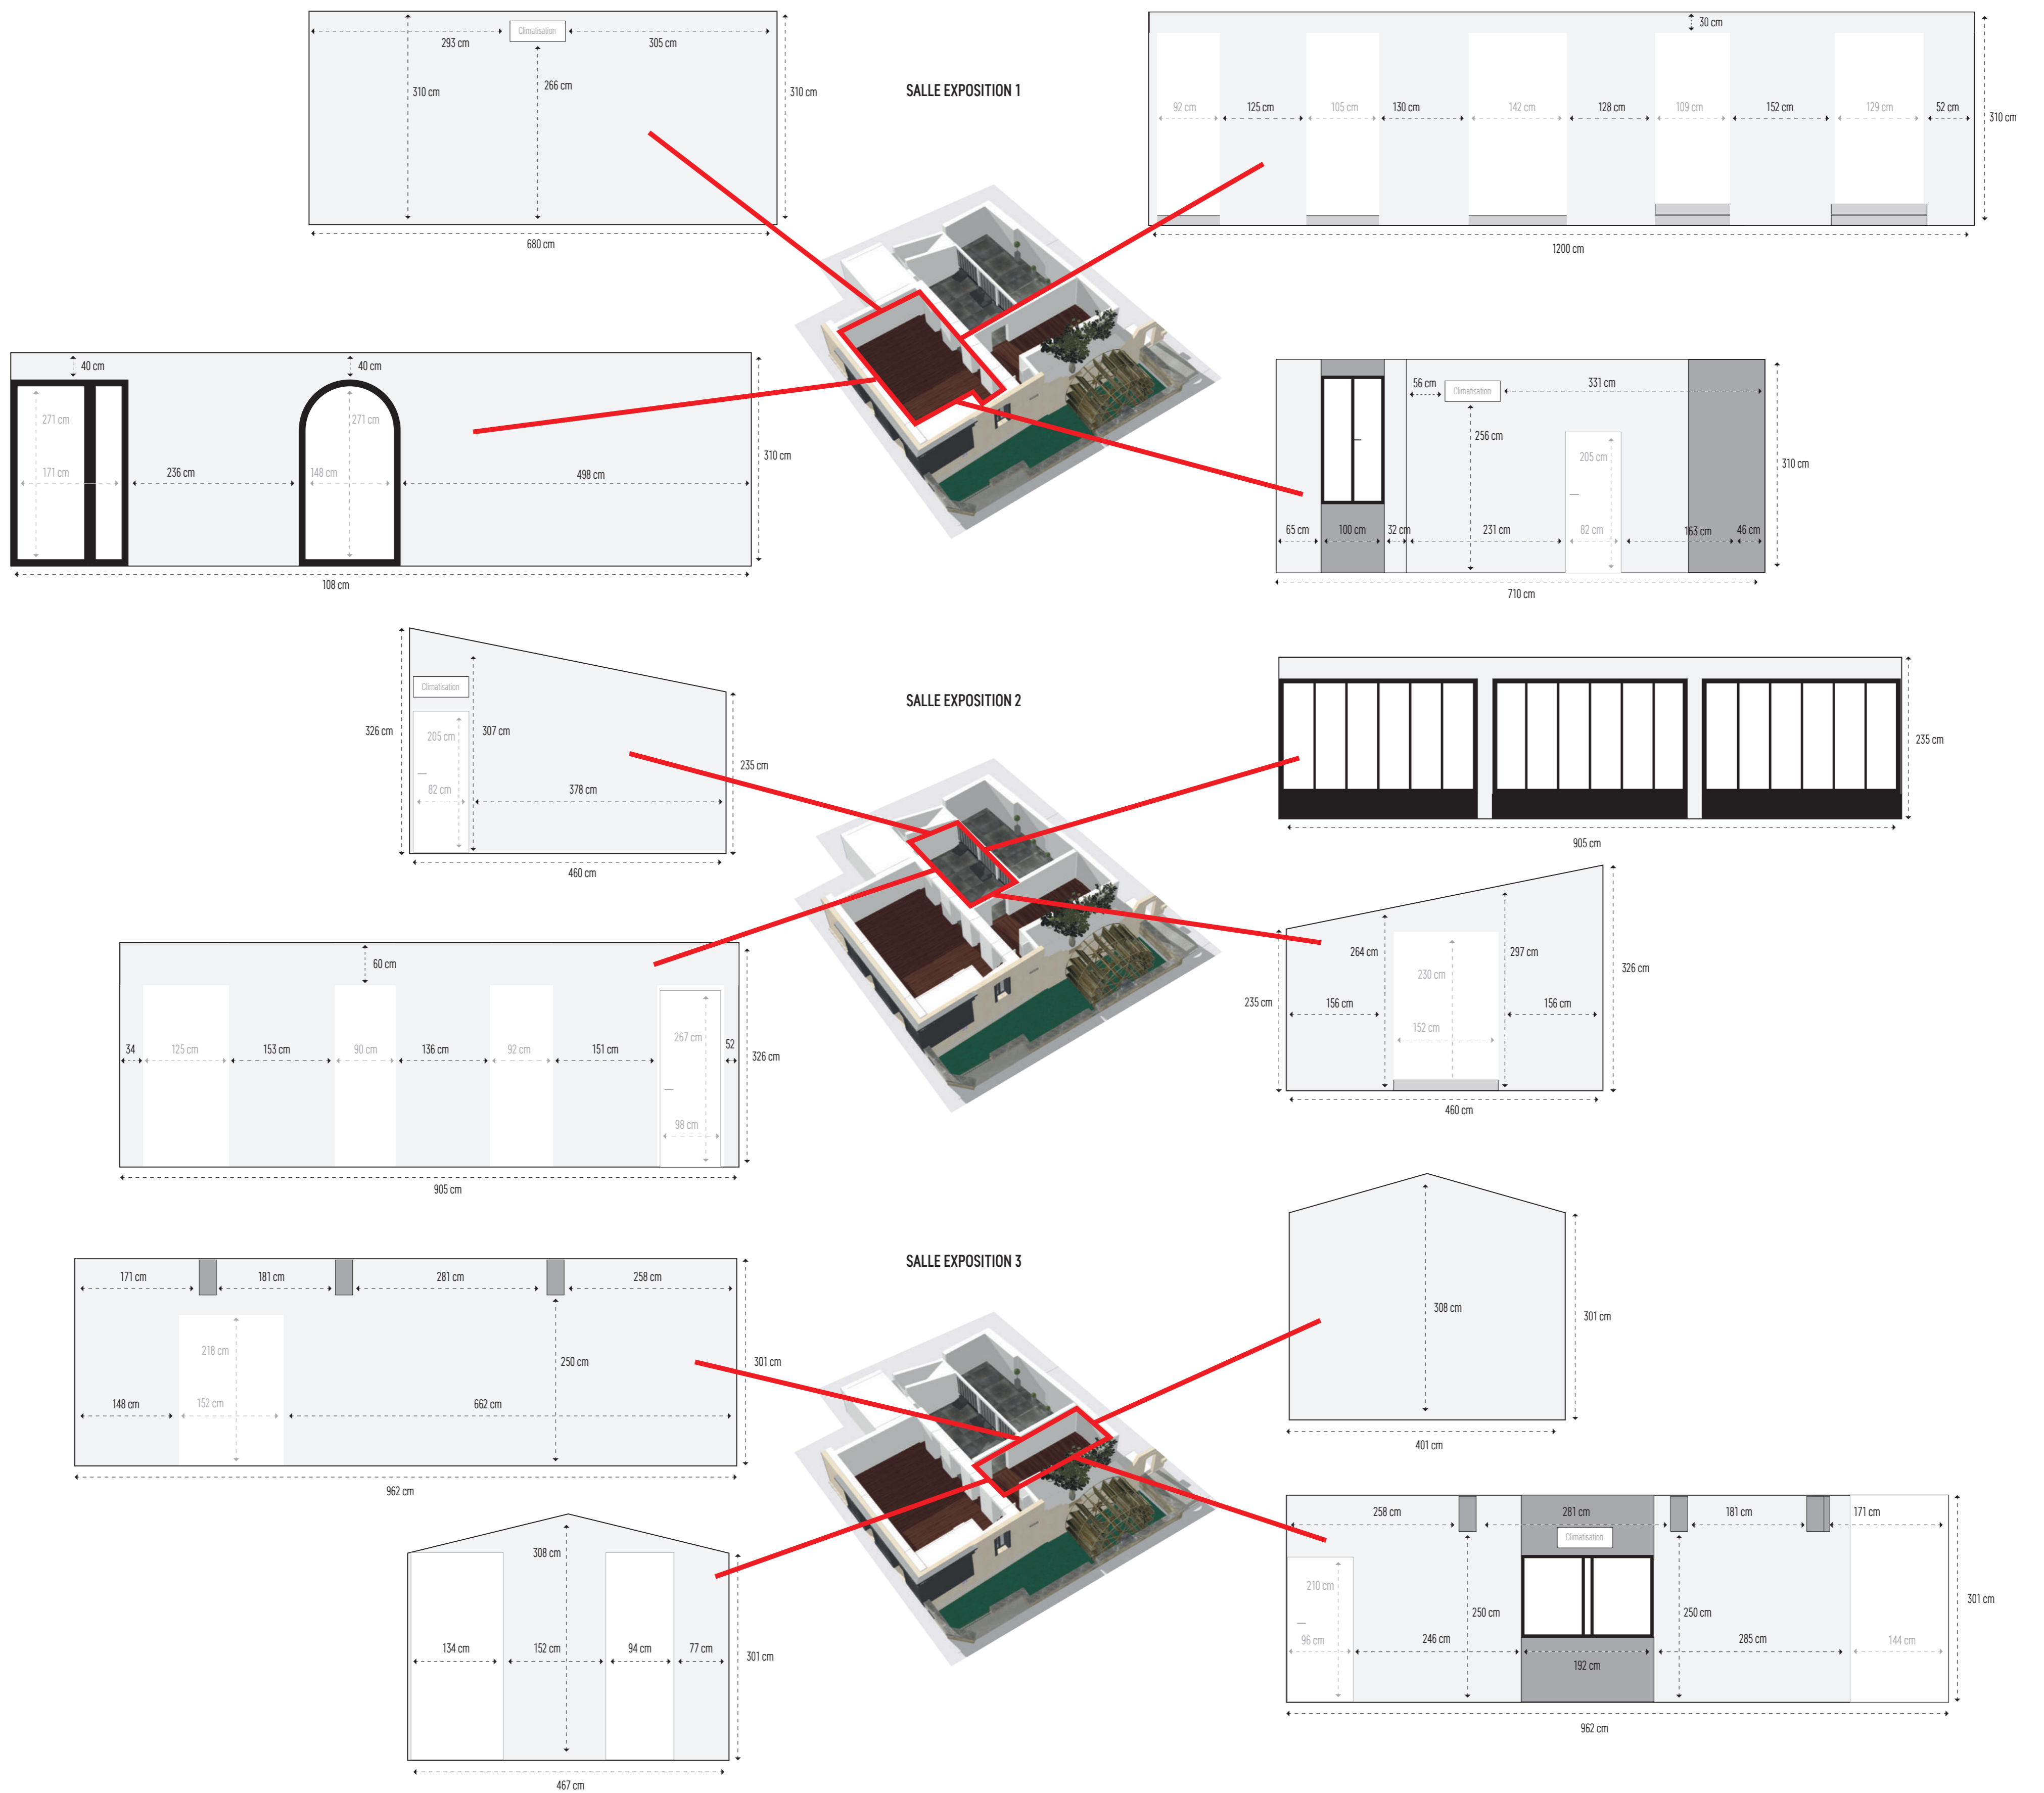 SALLE EXPOSITION 1
Climatisation
293 cm
305 cm
310 cm
266 cm
310 cm
680 cm
30 cm
92 cm
125 cm
105 cm
130 cm
142 cm
128 cm
109 cm
152 cm
129 cm
52 cm
310 cm
1200 cm
40 cm
40 cm
271 cm
271 cm
171 cm
236 cm
148 cm
498 cm
310 cm
108 cm
56 cm
Climatisation
331 cm
256 cm
205 cm
310 cm
65 cm
100 cm
32 cm
231 cm
82 cm
163 cm
46 cm
710 cm
SALLE EXPOSITION 2
Climatisation
326 cm
205 cm
307 cm
235 cm
82 cm
378 cm
460 cm
235 cm
905 cm
60 cm
267 cm
34
125 cm
153 cm
90 cm
136 cm
92 cm
151 cm
52
326 cm
98 cm
905 cm
264 cm
297 cm
230 cm
326 cm
235 cm
156 cm
156 cm
152 cm
460 cm
SALLE EXPOSITION 3
171 cm
181 cm
281 cm
258 cm
218 cm
250 cm
301 cm
148 cm
152 cm
662 cm
962 cm
308 cm
301 cm
401 cm
308 cm
134 cm
152 cm
94 cm
77 cm
301 cm
467 cm
258 cm
281 cm
181 cm
171 cm
Climatisation
210 cm
250 cm
250 cm
301 cm
96 cm
246 cm
192 cm
285 cm
144 cm
962 cm